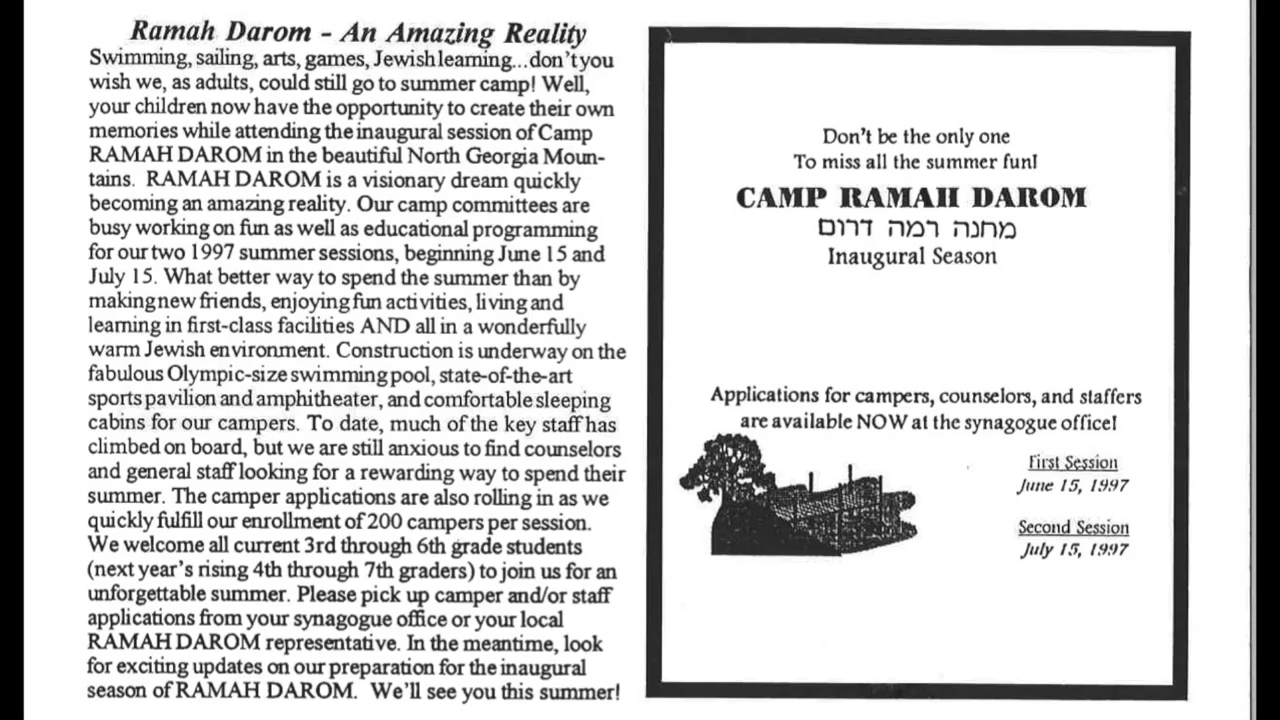 Ramah Darom - An Amazing Reality
Swimming, sailing, arts, games, Jewish learning...don't you
wish we, as adults, could still go to summer camp! Well,
your children now have the opportunity to create their own
memories while attending the inaugural session of Camp
RAMAH DAROM in the beautiful North Georgia Moun-
tains. RAMAH DAROM is a visionary dream quickly
becoming an amazing reality. Our camp committees are
busy working on fun as well as educational programming
for our two 1997 summer sessions, beginning June 15 and
July 15. What better way to spend the summer than by
making new friends, enjoying fun activities, living and
learning in first-class facilities AND all in a wonderfully
warm Jewish environment. Construction is underway on the
fabulous Olympic-size swimming pool, state-of-the-art
sports pavilion and amphitheater, and comfortable sleeping
cabins for our campers. To date, much of the key staff has
climbed on board, but we are still anxious to find counselors
and general staff looking for a rewarding way to spend their
summer. The camper applications are also rolling in as we
quickly fulfill our enrollment of 200 campers per session.
We welcome all current 3rd through 6th grade students
(next year's rising 4th through 7th graders) to join us for an
unforgettable summer. Please pick up camper and/or staff
applications from your synagogue office or your local
RAMAH DAROM representative. In the meantime, look
for exciting updates on our preparation for the inaugural
season of RAMAH DAROM. We'll see you this summer!
Don't be the only one
To miss all the summer fun!
CAMP RAMAH DAROM
מחנה רמה דרום
Inaugural Season
Applications for campers, counselors, and staffers
are available NOW at the synagogue office!
First Session
June 15, 1997
Second Session
July 15, 1997